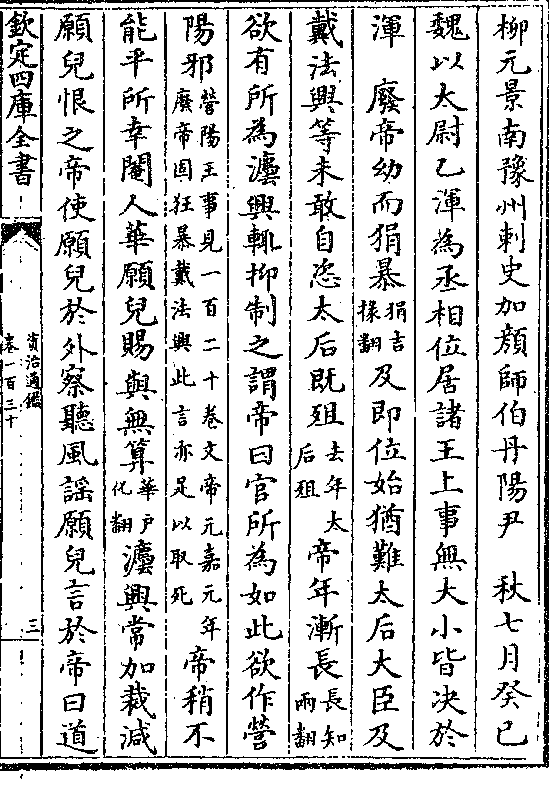 柳元景南豫州刺史加顔師伯丹陽尹　秋七月癸巳
魏以太尉乙渾為丞相位居諸王上事無大小皆決於
渾　廢帝幼而狷暴狷吉掾翻及即位始猶難太后大臣及
戴法興等未敢自恣太后既殂去年太后殂帝年漸長長知兩翻
欲有所為灋興輒抑制之謂帝曰官所為如此欲作營
陽邪營陽王事見一百二十卷文帝元嘉元年廢帝固狂暴戴法興此言亦足以取死帝稍不
能平所幸閹人華願兒賜與無算華戶化翻灋興常加裁減
願兒恨之帝使願兒於外察聽風謠願兒言於帝曰道
欽定四庫全書
資治通鑑
卷一百三十
三